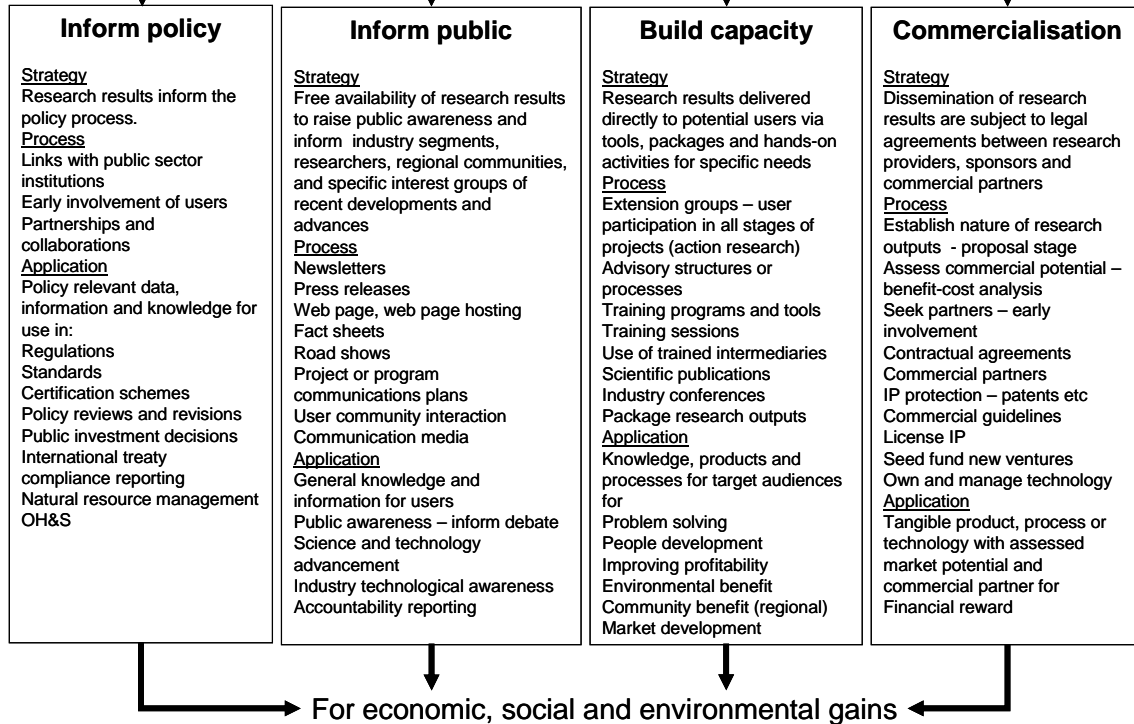 Inform policy
Strategy
Research results inform the
policy process.
Process
Links with public sector
institutions
Early involvement of users
Partnerships and
collaborations
Application
Policy relevant data,
information and knowledge for
use in:
Regulations
Standards
Certification schemes
Policy reviews and revisions
Public investment decisions
International treaty
compliance reporting
Natural resource management
OH&S
Inform public
Strategy
Free availability of research results
to raise public awareness and
inform industry segments,
researchers, regional communities,
and specific interest groups of
recent developments and
advances
Process
Newsletters
Press releases
Web page, web page hosting
Fact sheets
Road shows
Project or program
communications plans
User community interaction
Communication media
Application
General knowledge and
information for users
Public awareness – inform debate
Science and technology
advancement
Industry technological awareness
Accountability reporting
Build capacity
Strategy
Research results delivered
directly to potential users via
tools, packages and hands-on
activities for specific needs
Process
Extension groups – user
participation in all stages of
projects (action research)
Advisory structures or
processes
Training programs and tools
Training sessions
Use of trained intermediaries
Scientific publications
Industry conferences
Package research outputs
Application
Knowledge, products and
processes for target audiences
for
Problem solving
People development
Improving profitability
Environmental benefit
Community benefit (regional)
Market development
Commercialisation
Strategy
Dissemination of research
results are subject to legal
agreements between research
providers, sponsors and
commercial partners
Process
Establish nature of research
outputs - proposal stage
Assess commercial potential –
benefit-cost analysis
Seek partners – early
involvement
Contractual agreements
Commercial partners
IP protection – patents etc
Commercial guidelines
License IP
Seed fund new ventures
Own and manage technology
Application
Tangible product, process or
technology with assessed
market potential and
commercial partner for
Financial reward
For economic, social and environmental gains